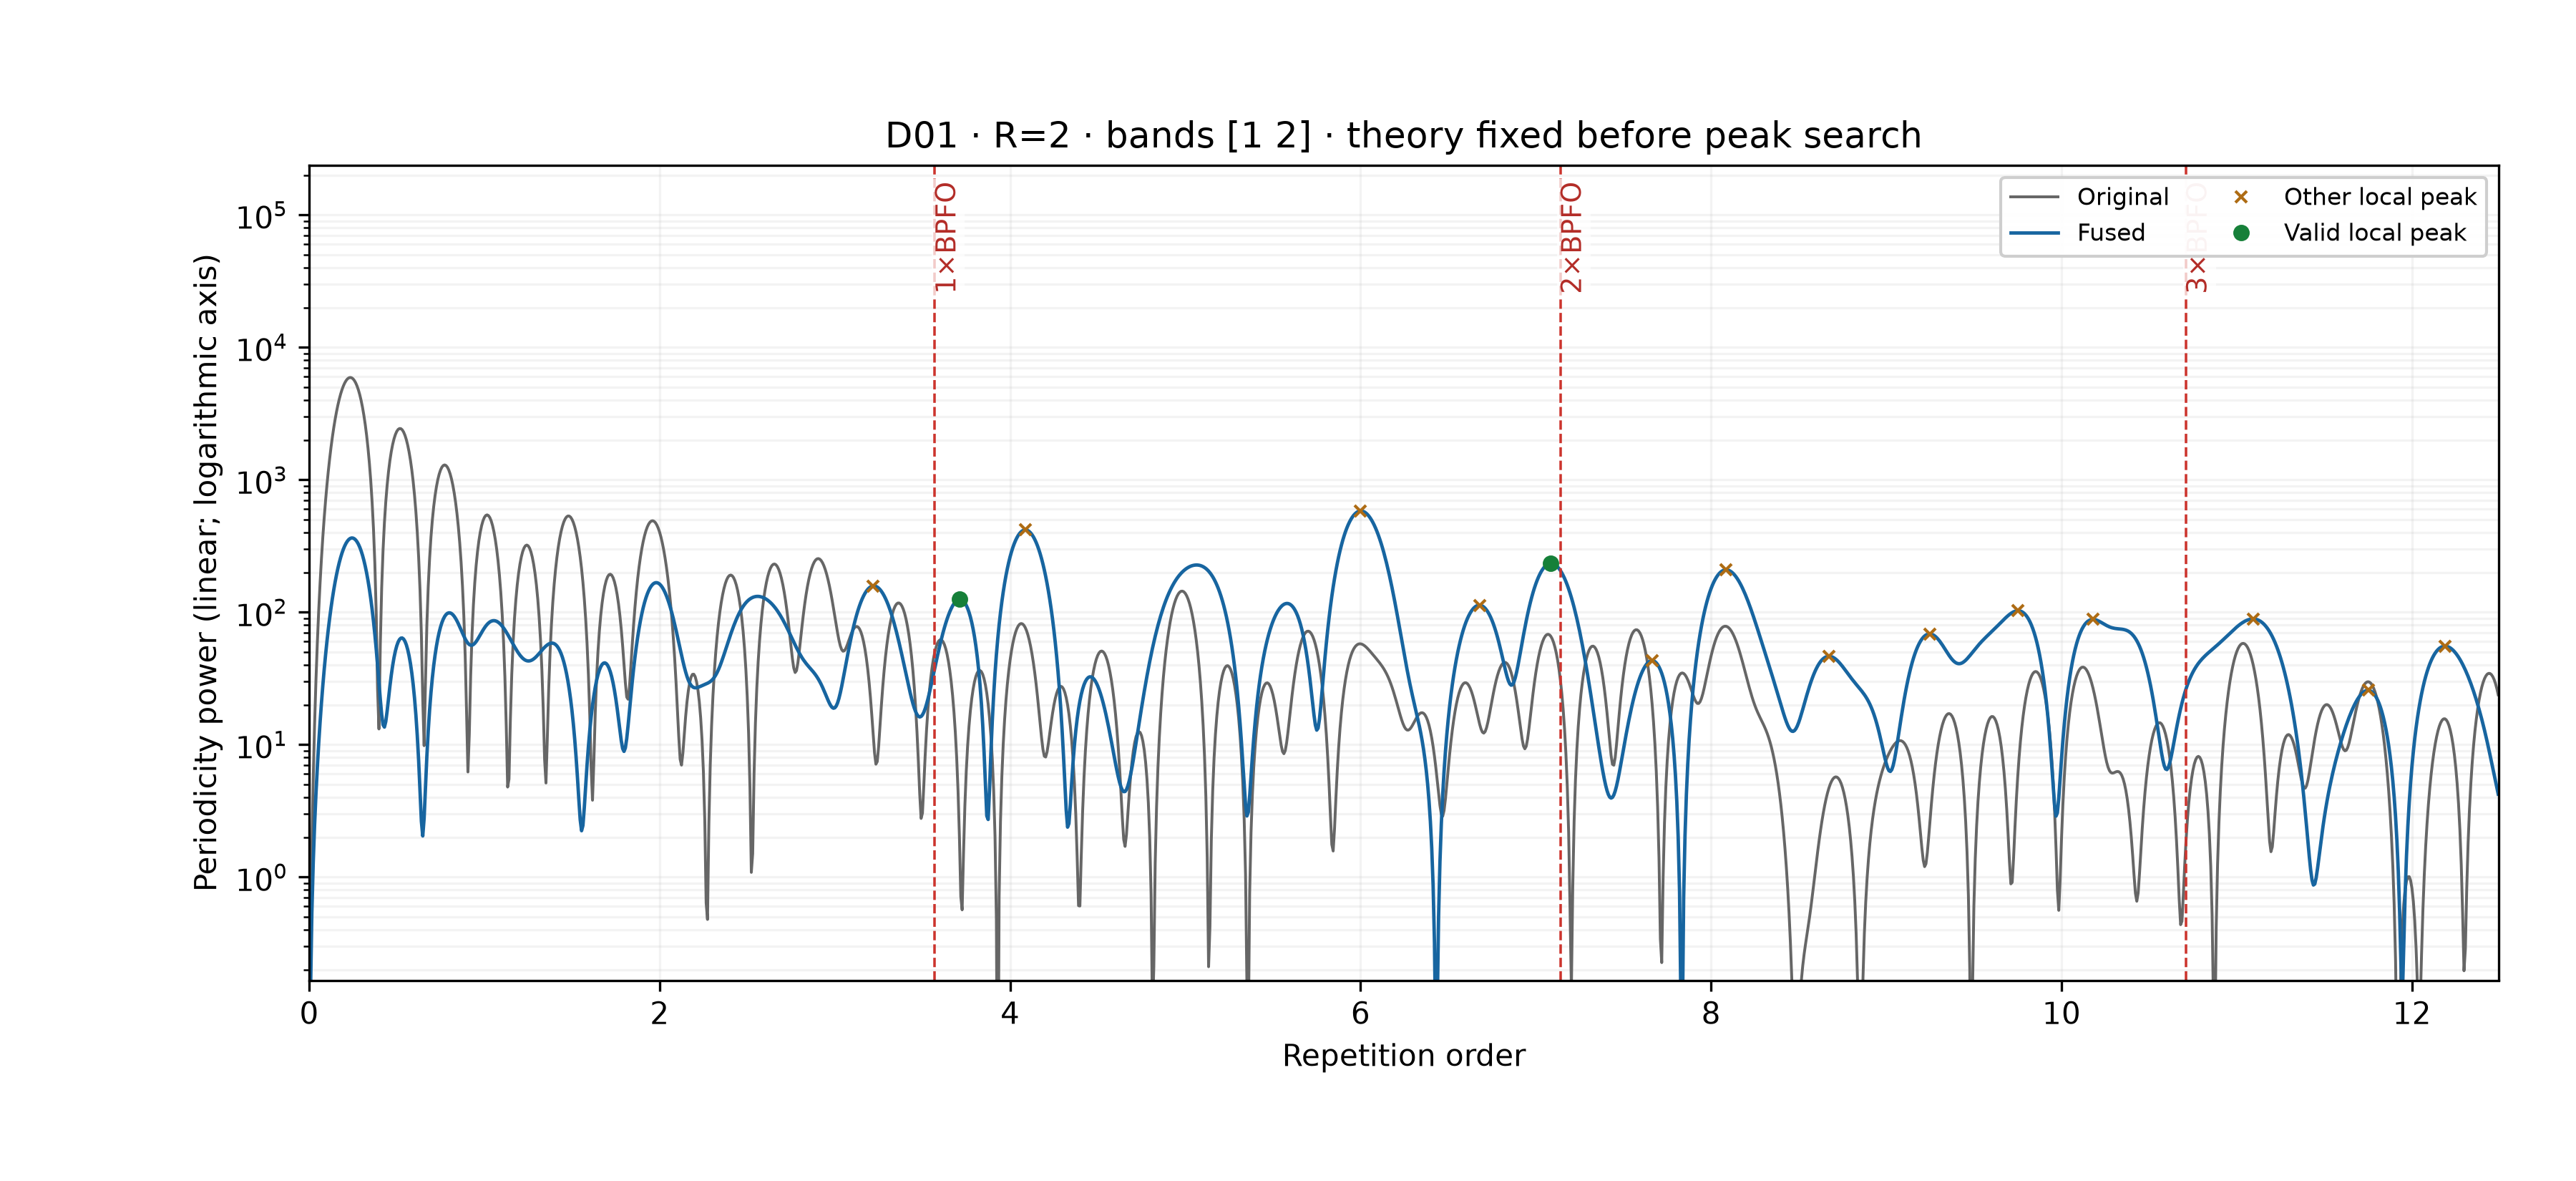 D01 · R=2 · bands [1 2] · theory fixed before peak search
Periodicity power (linear; logarithmic axis)
10⁵
10⁴
10³
10²
10¹
10⁰
1×BPFO
2×BPFO
3×BPFO
Original
Fused
Other local peak
Valid local peak
0
2
4
6
8
10
12
Repetition order